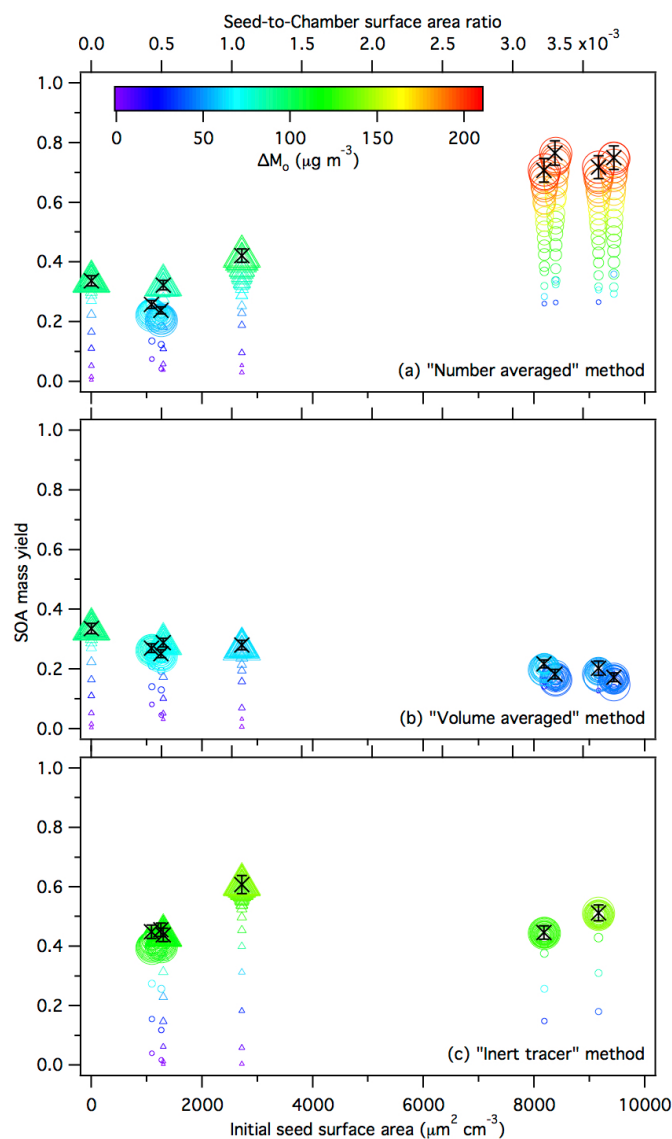 Seed-to-Chamber surface area ratio
0.0 0.5 1.0 1.5 2.0 2.5 3.0 3.5 x10⁻³
1.0
0 50 100 150 200
ΔMₒ (μg m⁻³)
0.8
0.6
0.4
0.2
0.0
(a) "Number averaged" method
1.0
0.8
0.6
0.4
0.2
0.0
(b) "Volume averaged" method
SOA mass yield
1.0
0.8
0.6
0.4
0.2
0.0
(c) "Inert tracer" method
0 2000 4000 6000 8000 10000
Initial seed surface area (μm² cm⁻³)